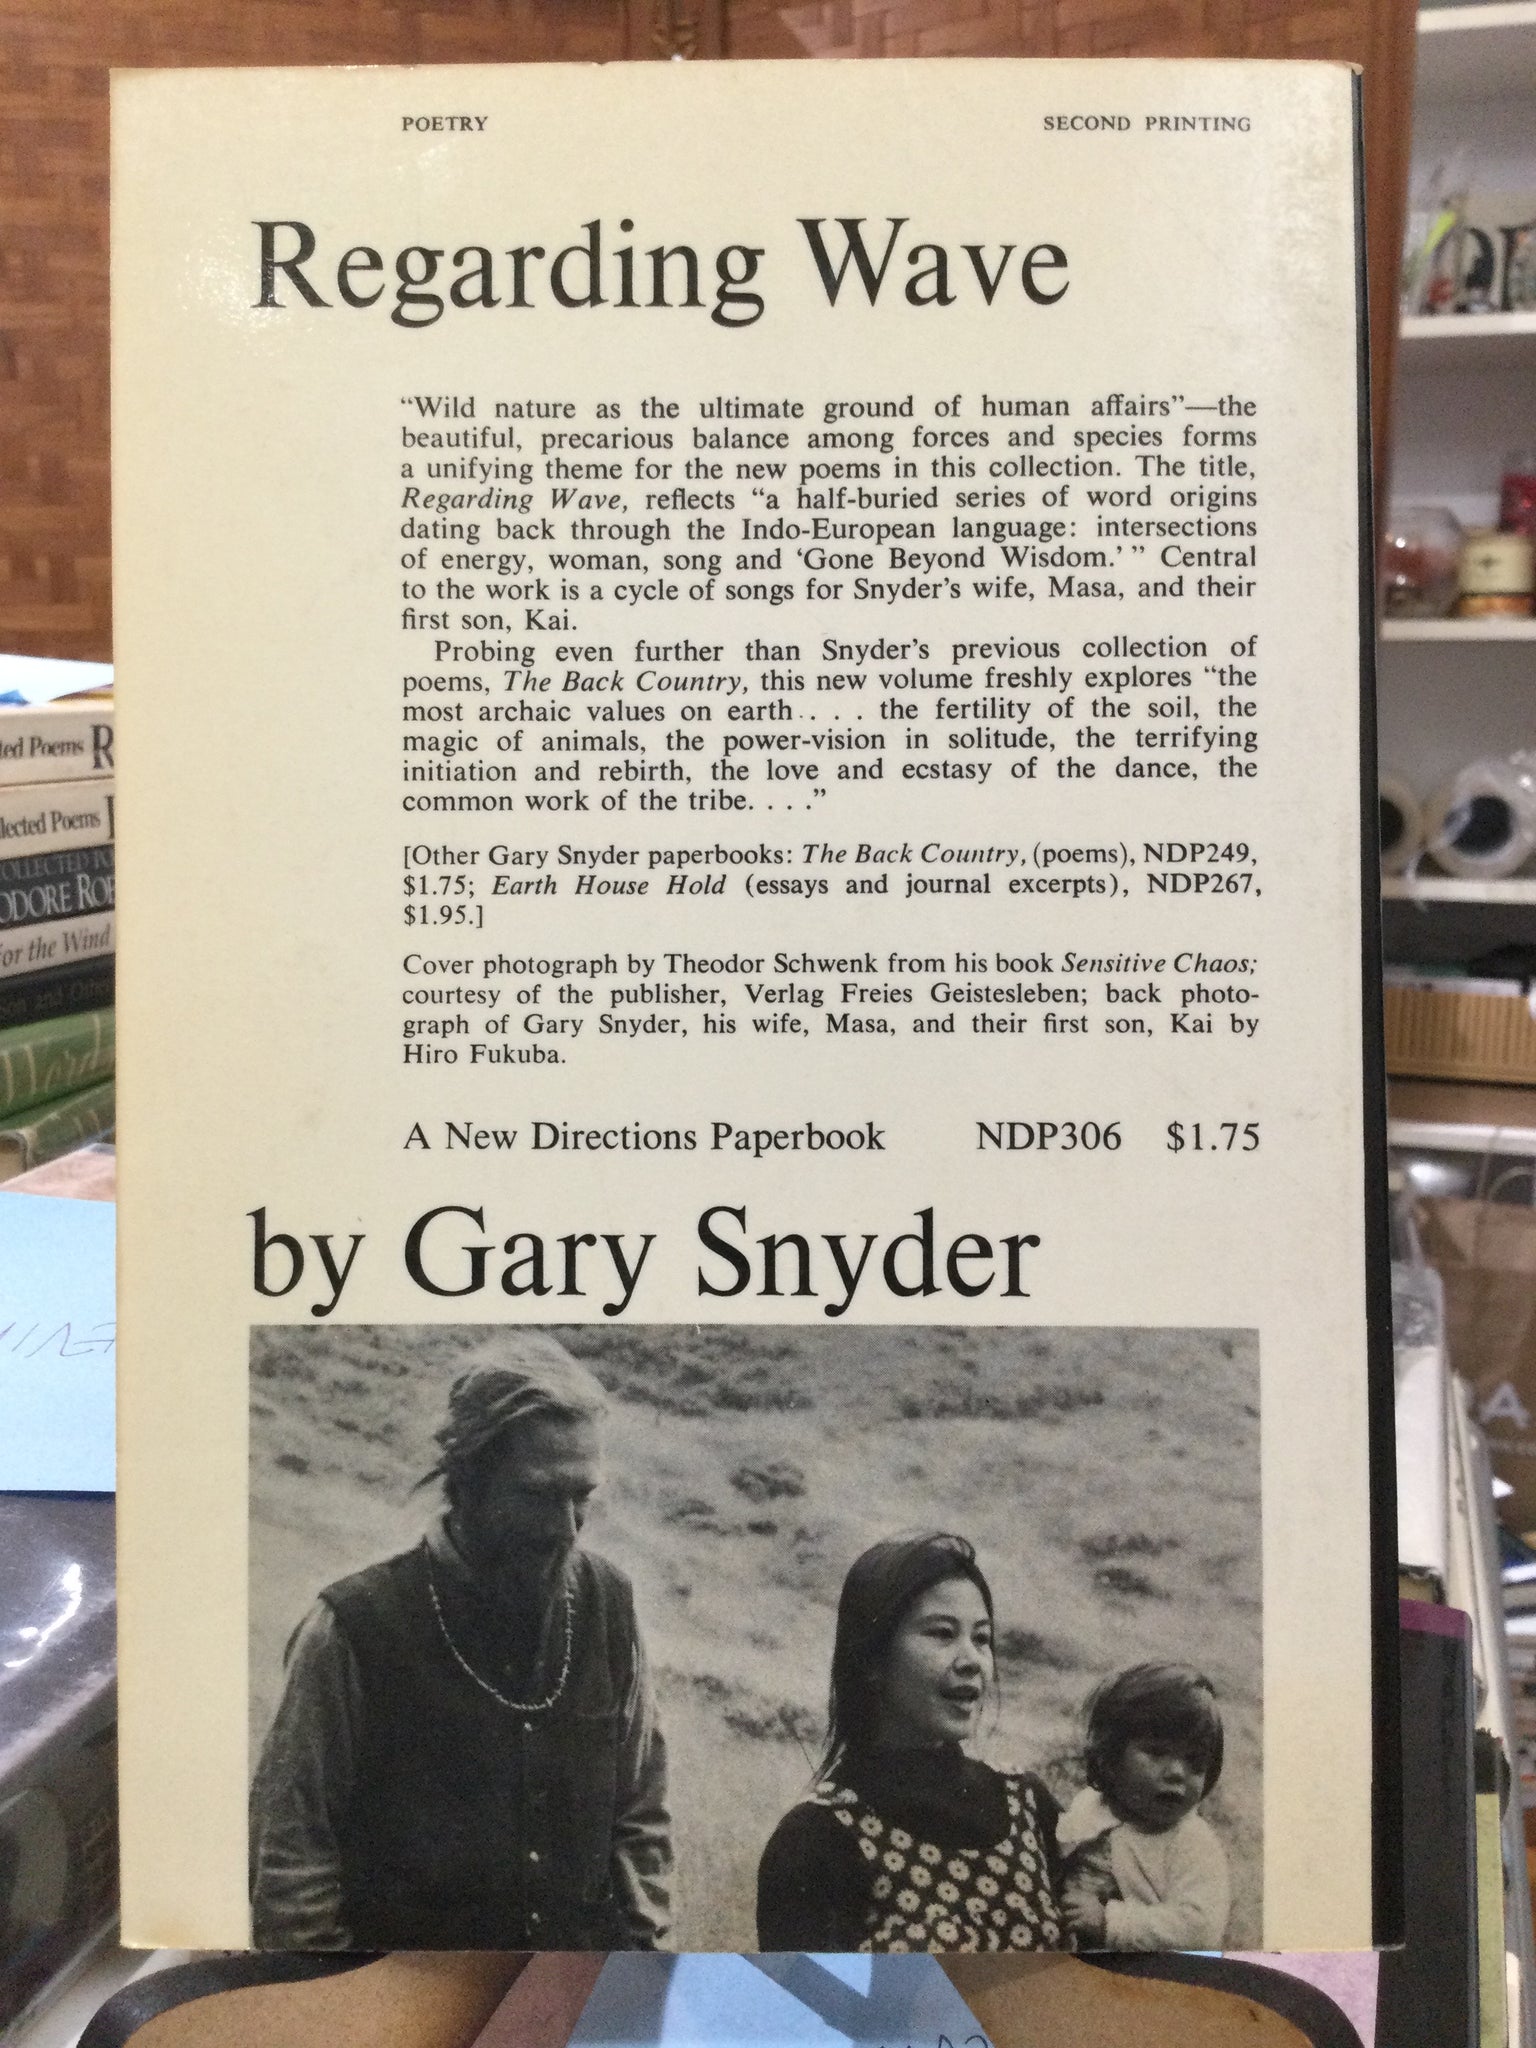 POETRY
SECOND PRINTING
Regarding Wave
“Wild nature as the ultimate ground of human affairs”—the
beautiful, precarious balance among forces and species forms
a unifying theme for the new poems in this collection. The title,
Regarding Wave, reflects “a half-buried series of word origins
dating back through the Indo-European language: intersections
of energy, woman, song and ‘Gone Beyond Wisdom.’ ” Central
to the work is a cycle of songs for Snyder’s wife, Masa, and their
first son, Kai.
Probing even further than Snyder’s previous collection of
poems, The Back Country, this new volume freshly explores “the
most archaic values on earth . . . . the fertility of the soil, the
magic of animals, the power-vision in solitude, the terrifying
initiation and rebirth, the love and ecstasy of the dance, the
common work of the tribe. . . .”
[Other Gary Snyder paperbooks: The Back Country, (poems), NDP249,
$1.75; Earth House Hold (essays and journal excerpts), NDP267,
$1.95.]
Cover photograph by Theodor Schwenk from his book Sensitive Chaos;
courtesy of the publisher, Verlag Freies Geistesleben; back photo-
graph of Gary Snyder, his wife, Masa, and their first son, Kai by
Hiro Fukuba.
A New Directions Paperbook NDP306 $1.75
by Gary Snyder
Poems R
Poems
for the Wind
A